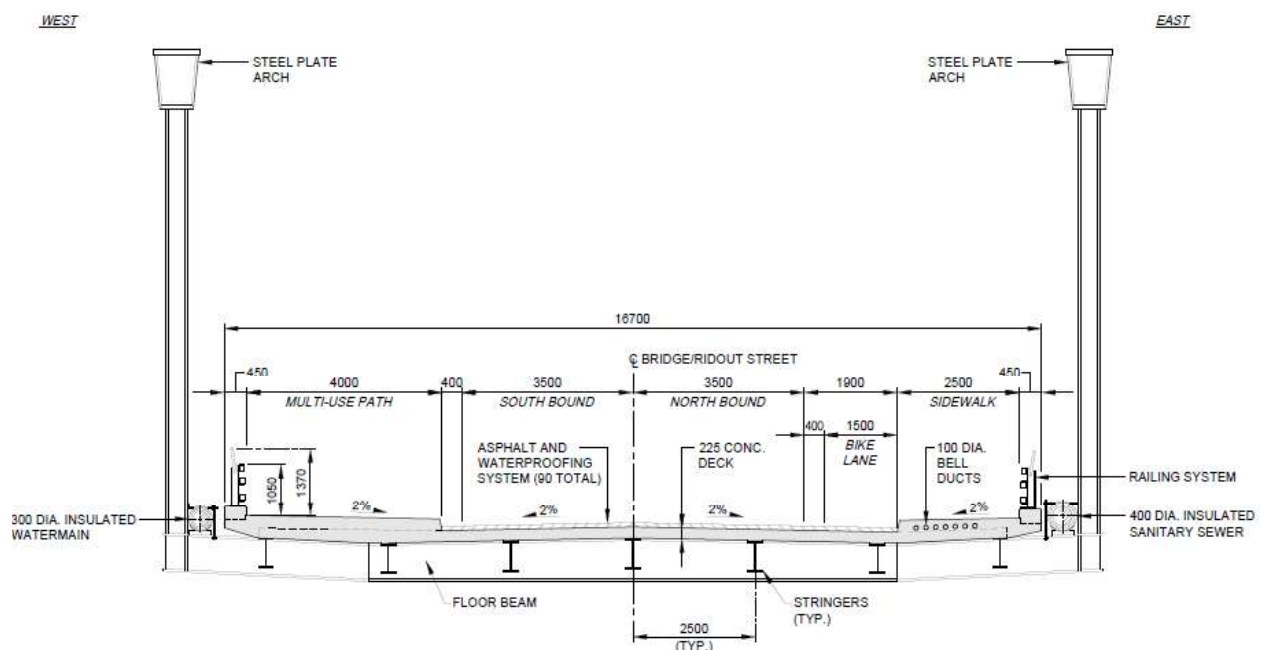 WEST
EAST
STEEL PLATE
ARCH
STEEL PLATE
ARCH
16700
℄ BRIDGE/RIDOUT STREET
450
4000
400
3500
3500
1900
2500
450
MULTI-USE PATH
SOUTH BOUND
NORTH BOUND
SIDEWALK
400
1500
BIKE
LANE
ASPHALT AND
WATERPROOFING
SYSTEM (90 TOTAL)
225 CONC.
DECK
100 DIA.
BELL
DUCTS
RAILING SYSTEM
1050
1370
2%
2%
2%
2%
300 DIA. INSULATED
WATERMAIN
400 DIA. INSULATED
SANITARY SEWER
FLOOR BEAM
STRINGERS
(TYP.)
2500
(TYP.)